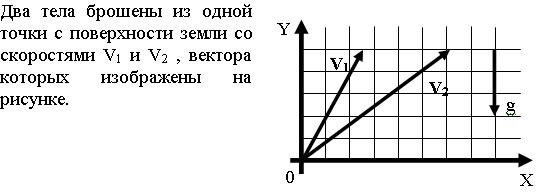 Два тела брошены из одной
точки с поверхности земли со
скоростями V₁ и V₂ , вектора
которых изображены на
рисунке.
Y
V₁
V₂
g
0
X